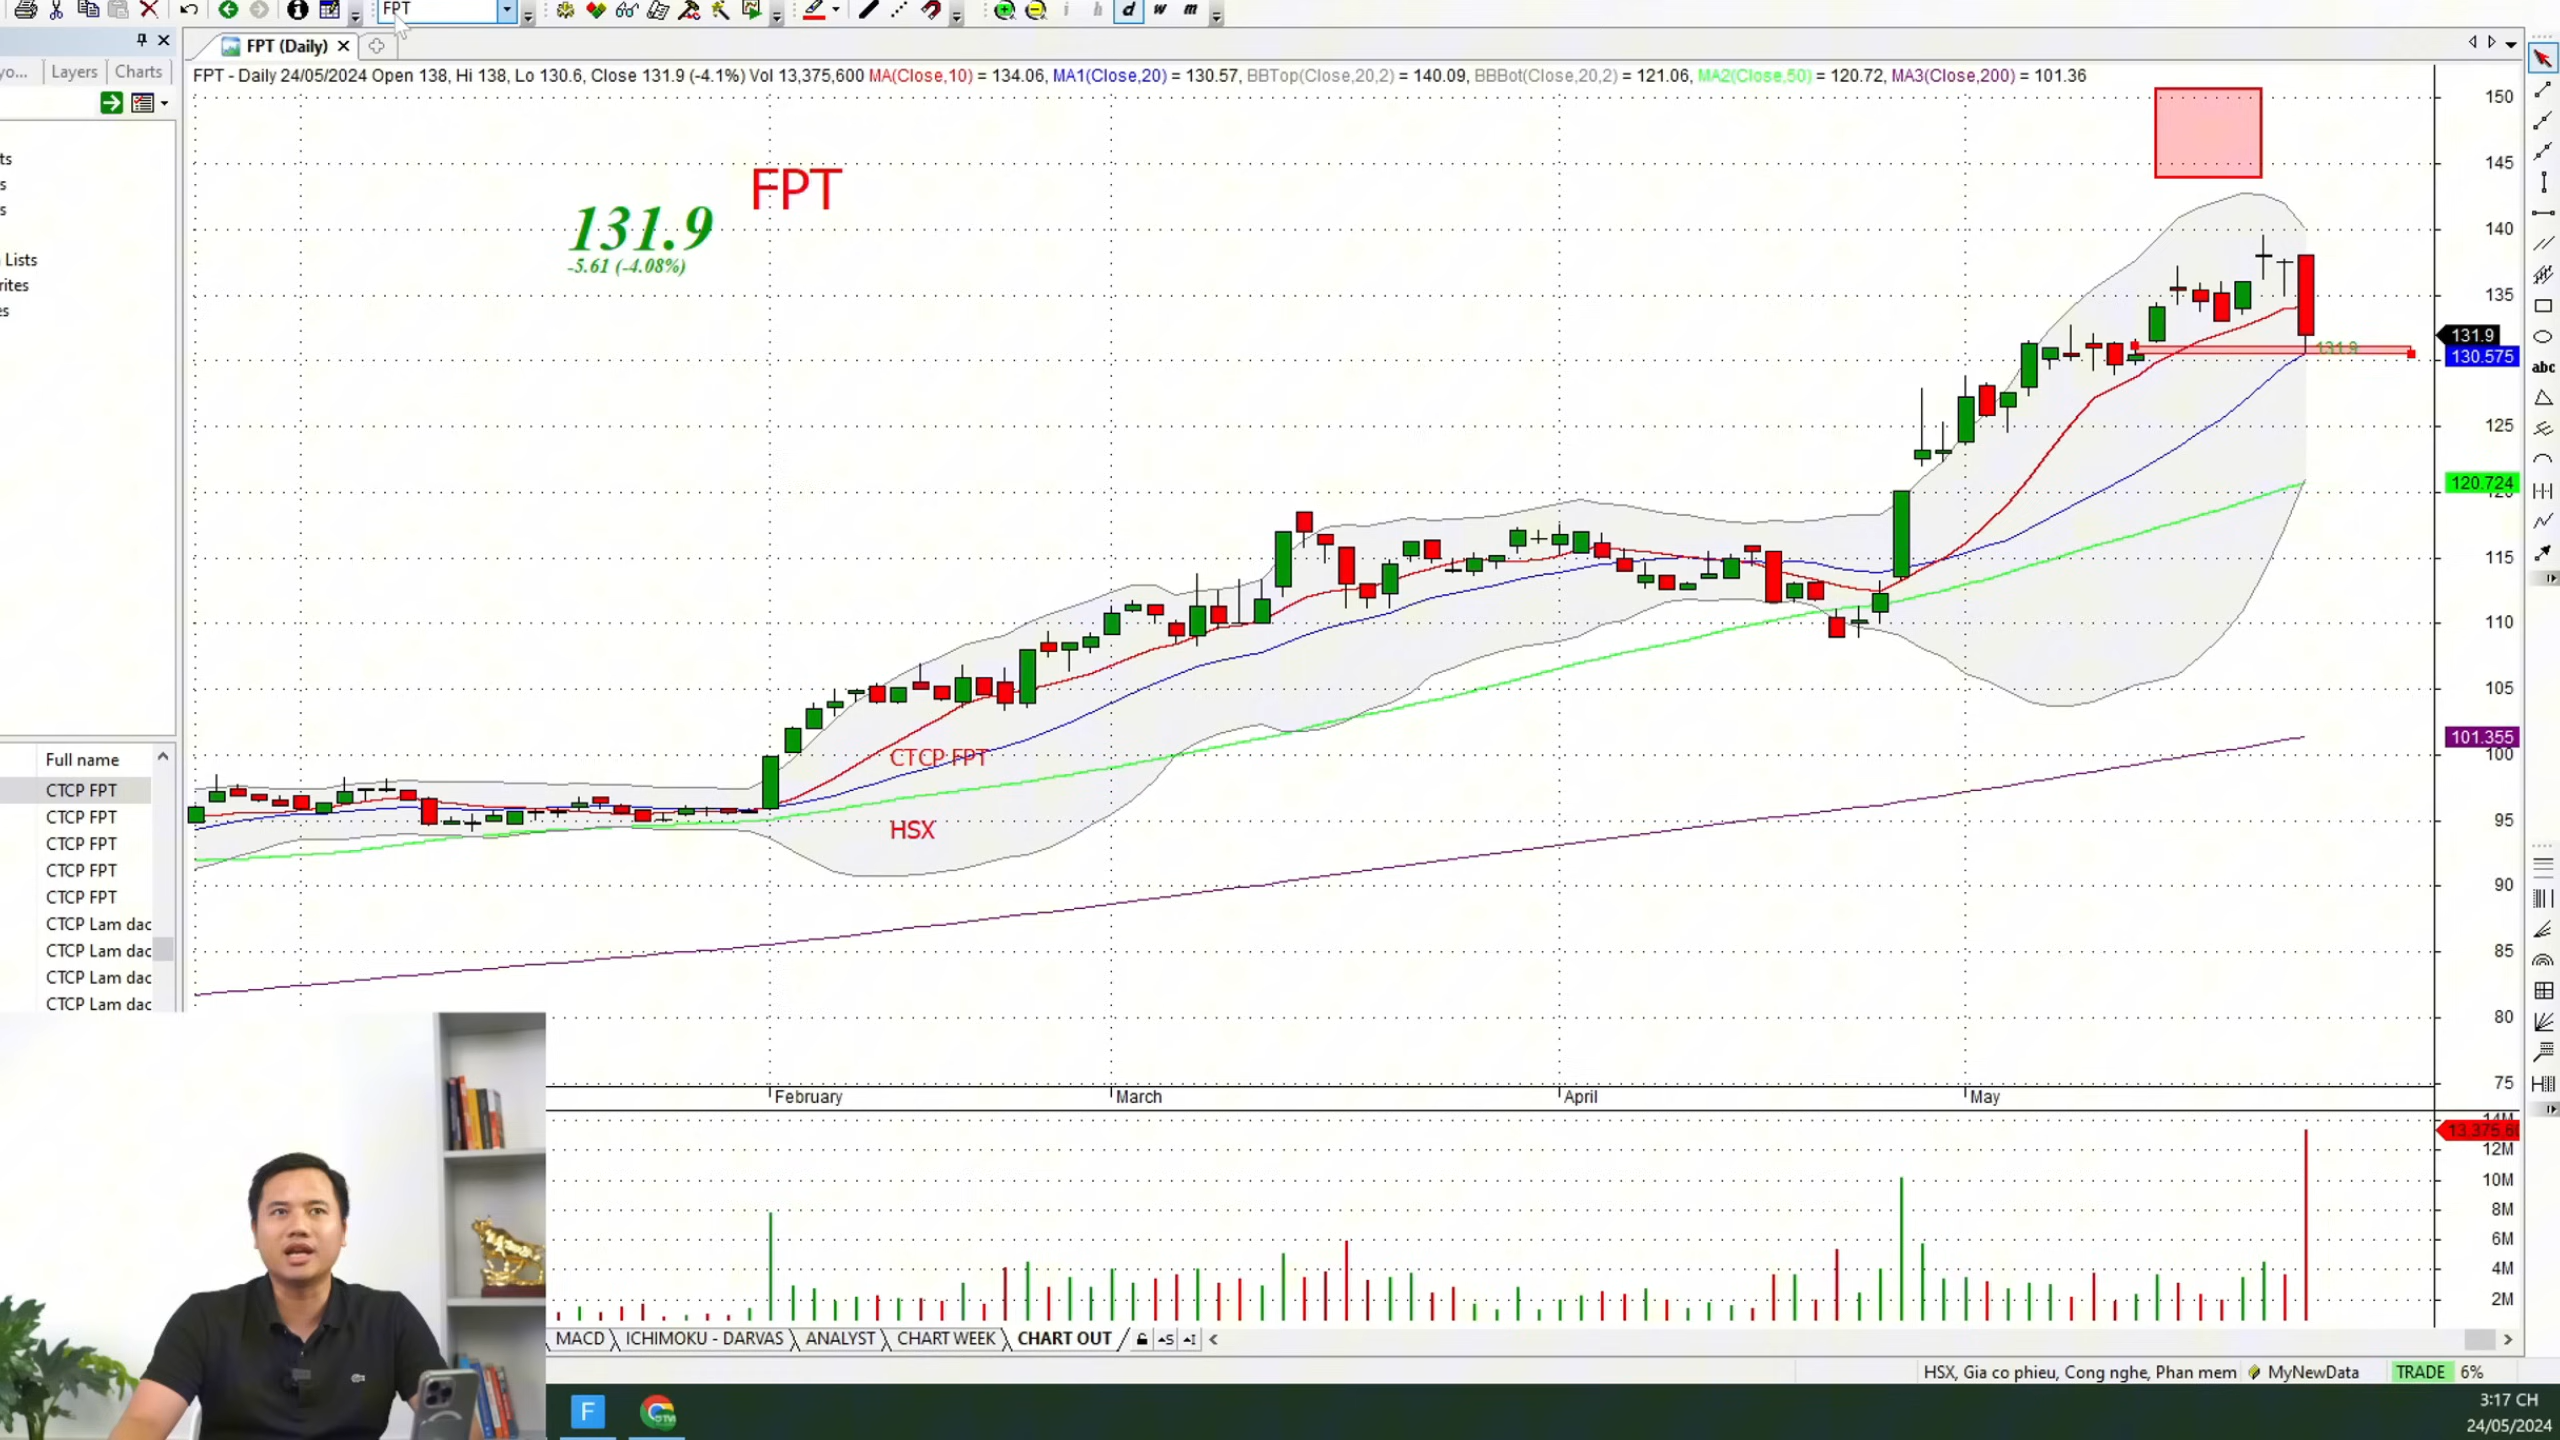 FPT
i h d w m
FPT (Daily)
Layers Charts
FPT - Daily 24/05/2024 Open 138, Hi 138, Lo 130.6, Close 131.9 (-4.1%) Vol 13,375,600 MA(Close,10) = 134.06, MA1(Close,20) = 130.57, BBTop(Close,20,2) = 140.09, BBBot(Close,20,2) = 121.06, MA2(Close,50) = 120.72, MA3(Close,200) = 101.36
FPT
131.9
-5.61 (-4.08%)
CTCP FPT
HSX
131.9
150
145
140
135
131.9
130.575
125
120.724
120
115
110
105
101.355
100
95
90
85
80
75
abc
Lists
Full name
CTCP FPT
CTCP FPT
CTCP FPT
CTCP FPT
CTCP FPT
CTCP Lam dac
CTCP Lam dac
CTCP Lam dac
CTCP Lam dac
February March April May
14M
12M
10M
8M
6M
4M
2M
MACD ICHIMOKU - DARVAS ANALYST CHART WEEK CHART OUT
HSX, Gia co phieu, Cong nghe, Phan mem MyNewData TRADE 6%
F
3:17 CH
24/05/2024